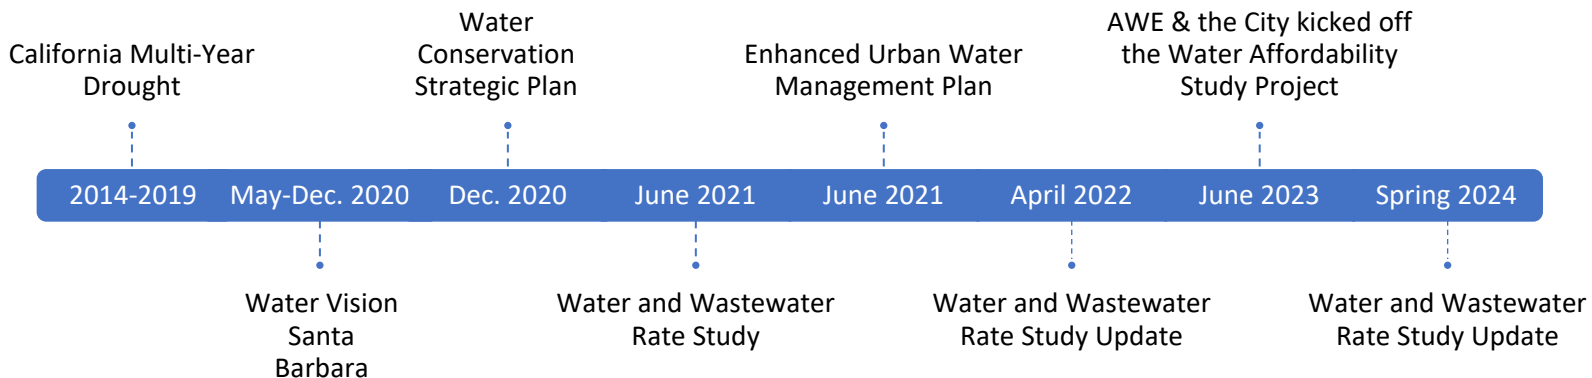 California Multi-Year
Drought
Water
Conservation
Strategic Plan
Enhanced Urban Water
Management Plan
AWE & the City kicked off
the Water Affordability
Study Project
2014-2019
May-Dec. 2020
Dec. 2020
June 2021
June 2021
April 2022
June 2023
Spring 2024
Water Vision
Santa
Barbara
Water and Wastewater
Rate Study
Water and Wastewater
Rate Study Update
Water and Wastewater
Rate Study Update